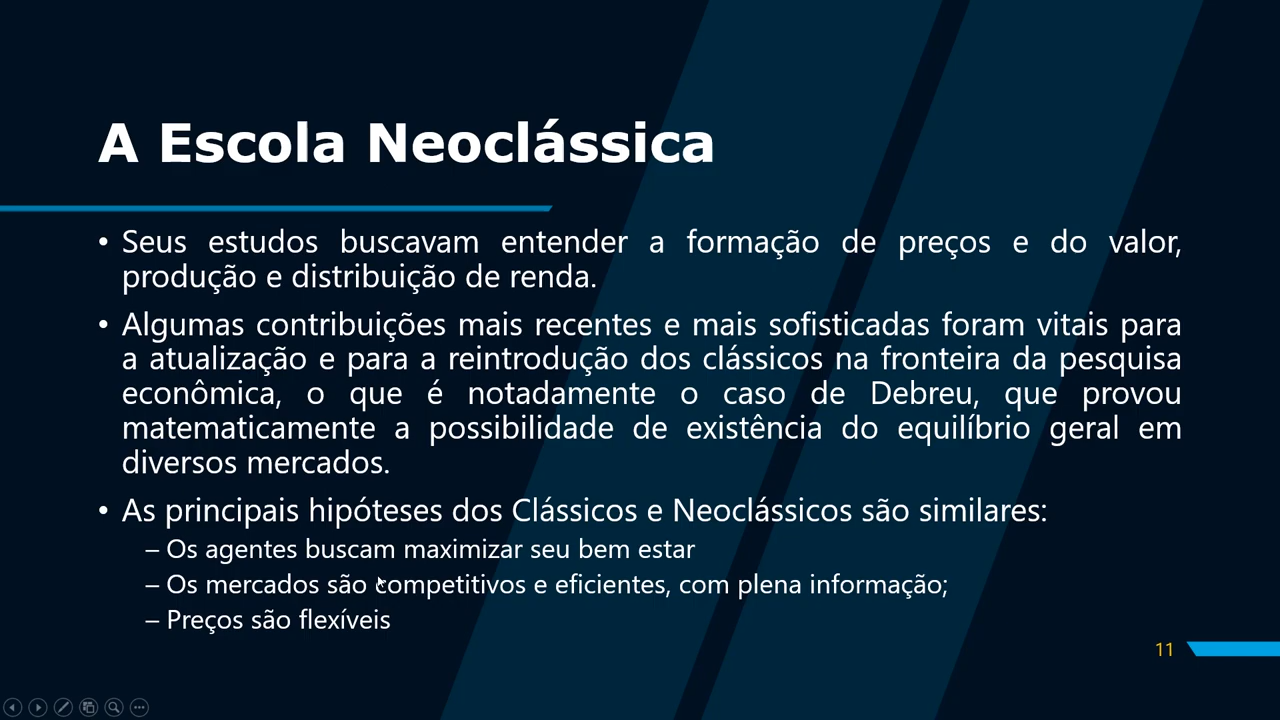 A Escola Neoclássica
• Seus estudos buscavam entender a formação de preços e do valor,
produção e distribuição de renda.
• Algumas contribuições mais recentes e mais sofisticadas foram vitais para
a atualização e para a reintrodução dos clássicos na fronteira da pesquisa
econômica, o que é notadamente o caso de Debreu, que provou
matematicamente a possibilidade de existência do equilíbrio geral em
diversos mercados.
• As principais hipóteses dos Clássicos e Neoclássicos são similares:
– Os agentes buscam maximizar seu bem estar
– Os mercados são competitivos e eficientes, com plena informação;
– Preços são flexíveis
11